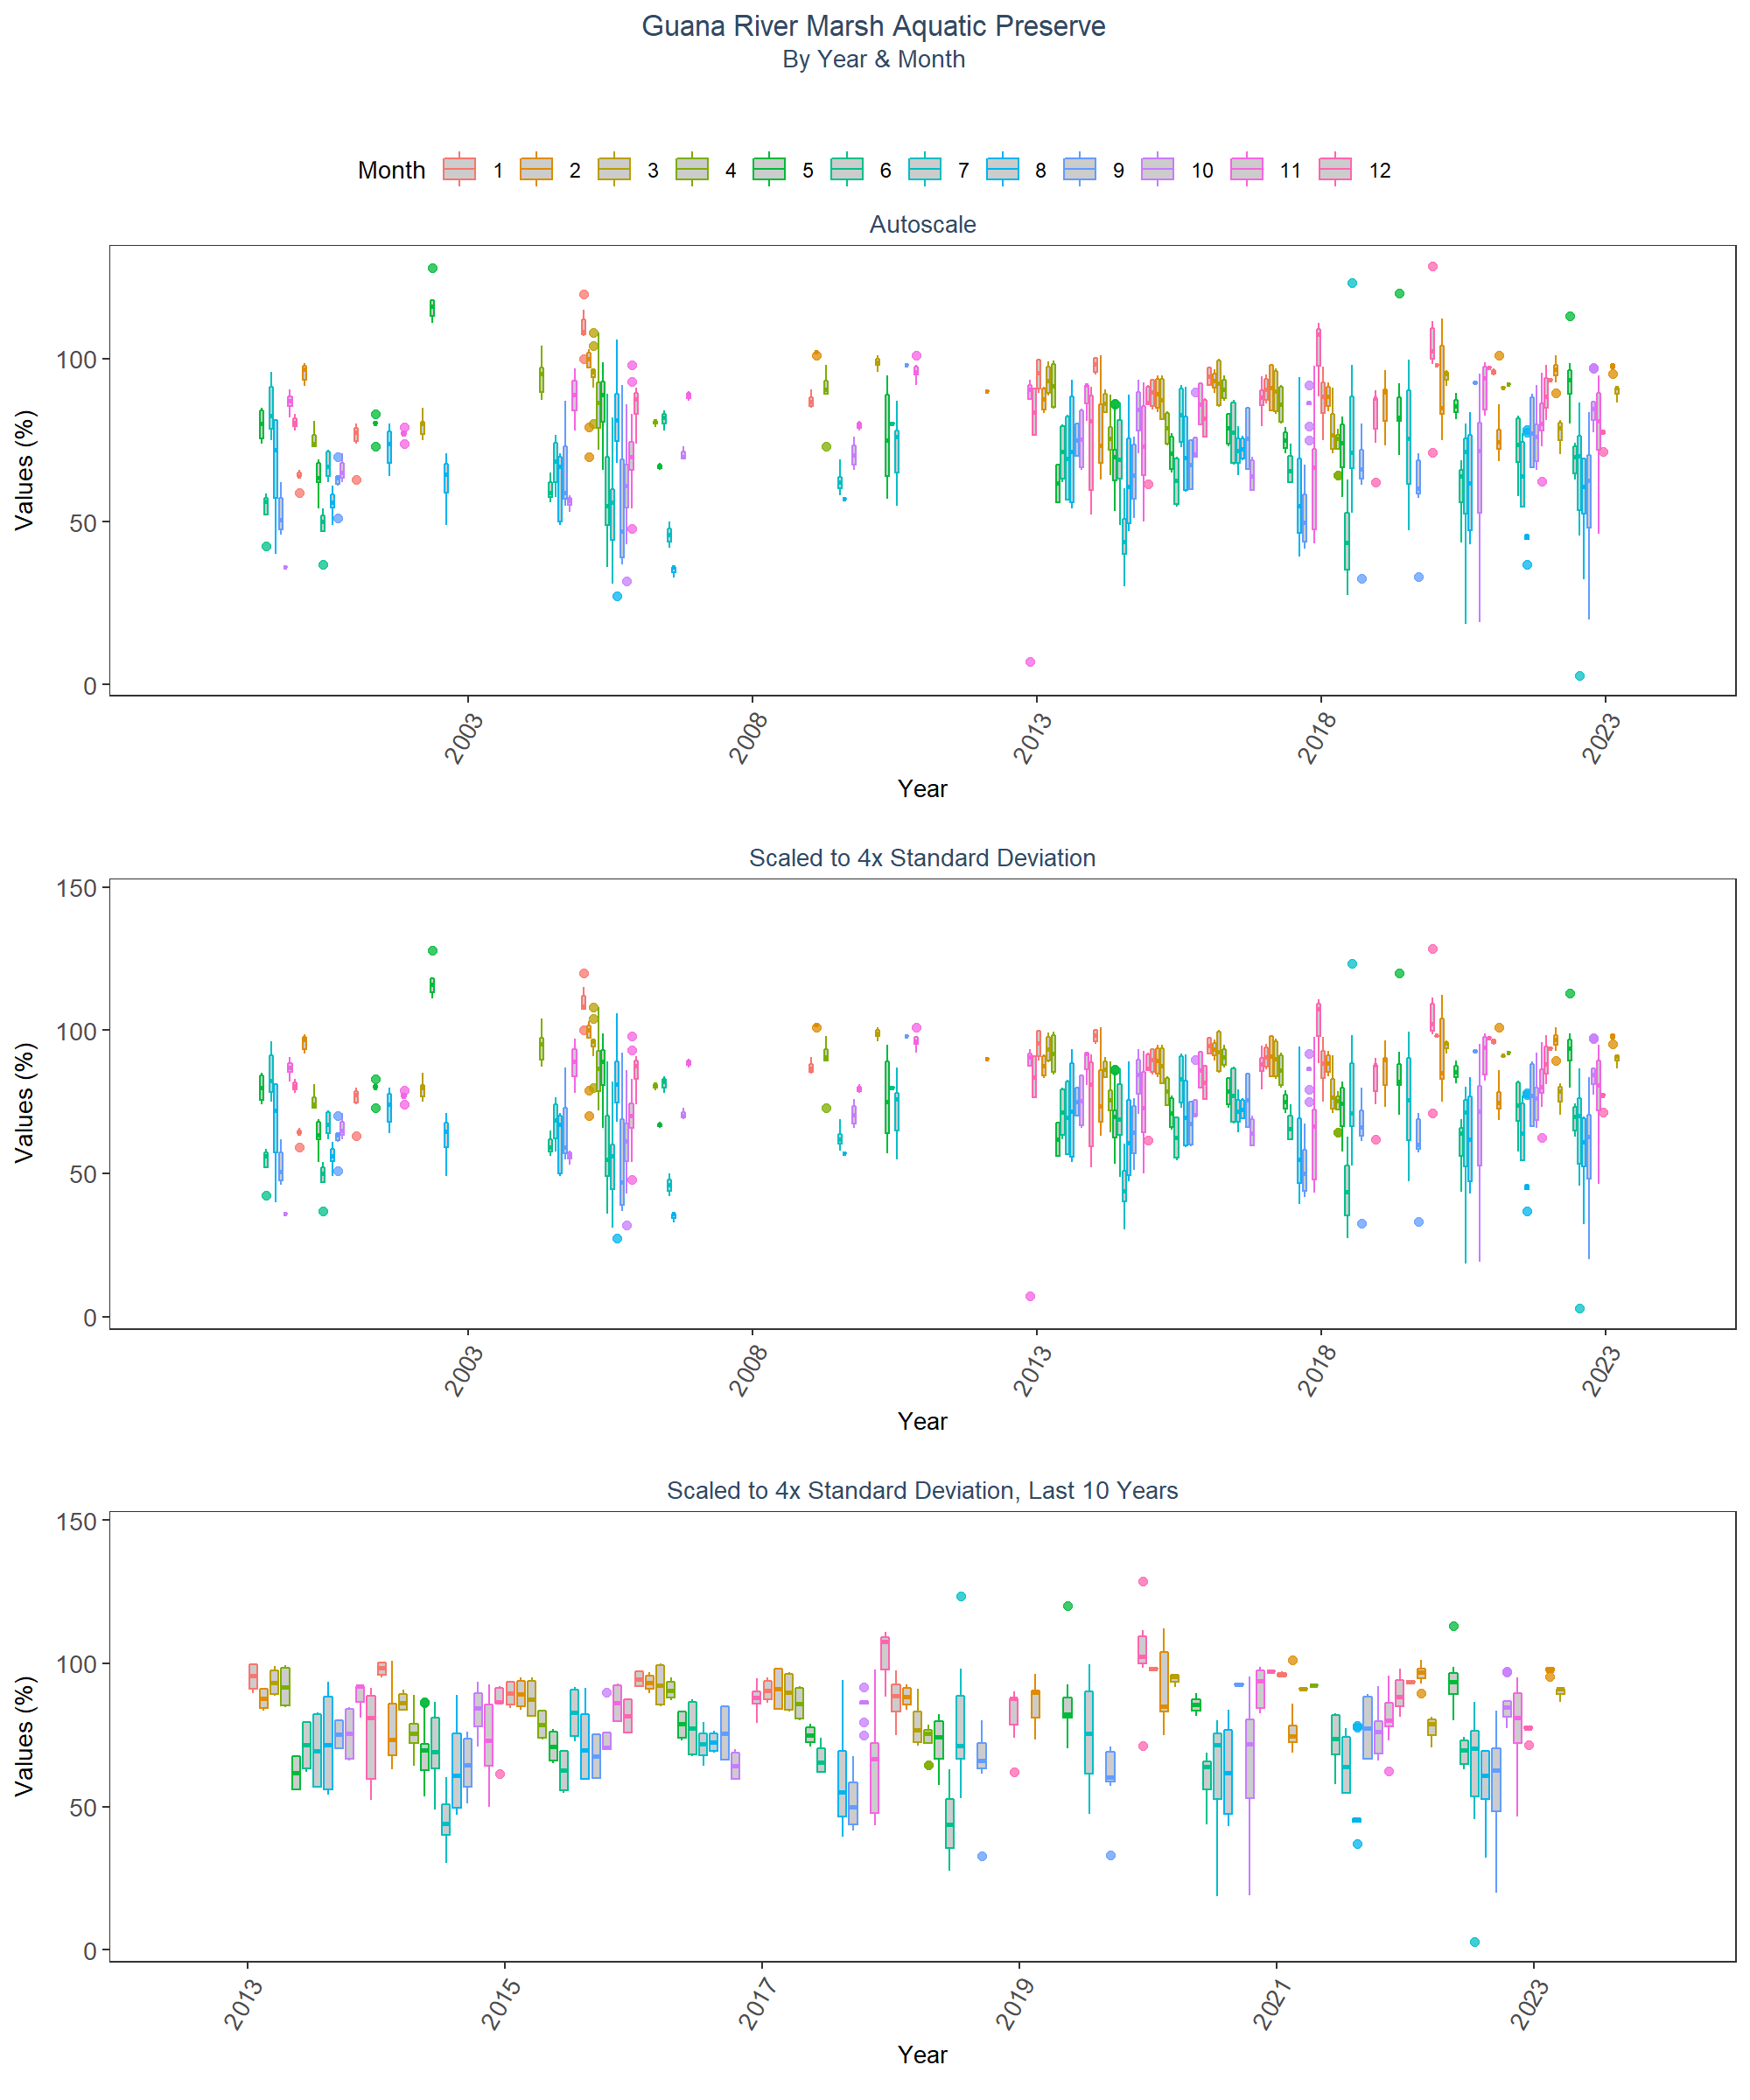 Guana River Marsh Aquatic Preserve
By Year & Month
Month 1 2 3 4 5 6 7 8 9 10 11 12
Autoscale
Values (%)
100
50
0
2003 2008 2013 2018 2023
Year
Scaled to 4x Standard Deviation
Values (%)
150
100
50
0
2003 2008 2013 2018 2023
Year
Scaled to 4x Standard Deviation, Last 10 Years
Values (%)
150
100
50
0
2013 2015 2017 2019 2021 2023
Year